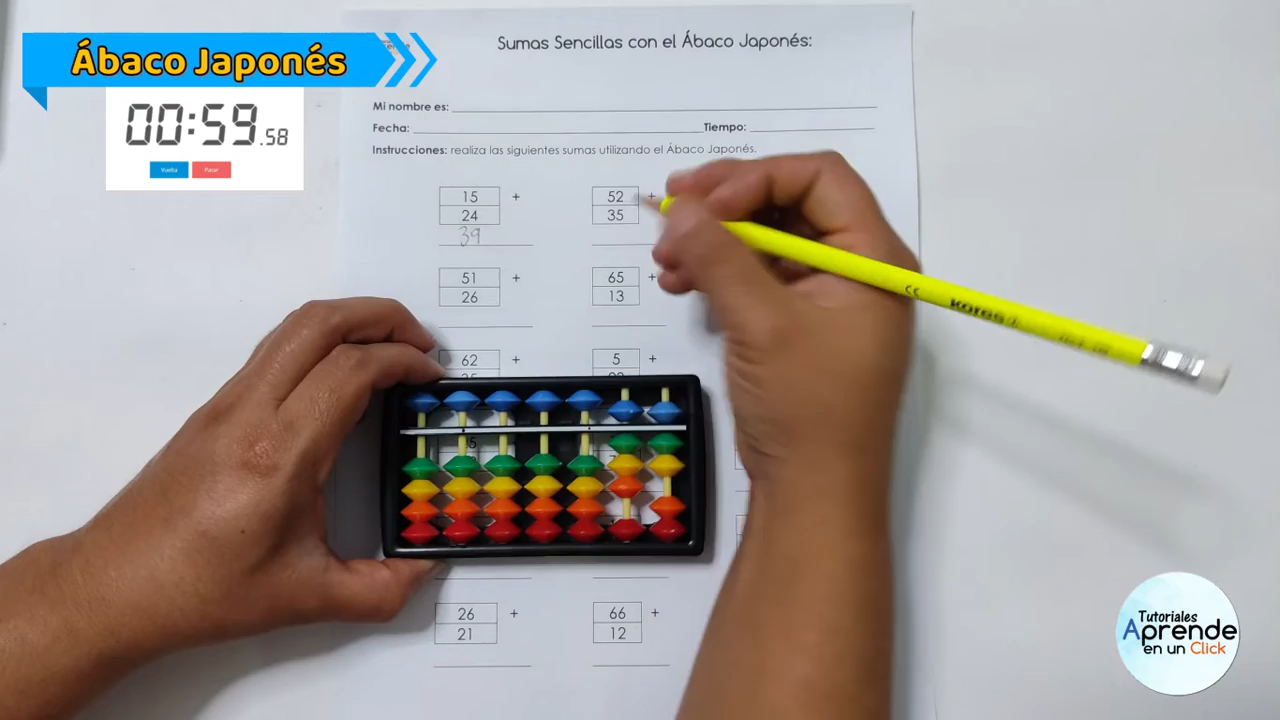 Ábaco Japonés
00:59.58
Vuelta Parar
Sumas Sencillas con el Ábaco Japonés:
Mi nombre es:
Fecha: Tiempo:
Instrucciones: realiza las siguientes sumas utilizando el Ábaco Japonés.
15 + 52 +
24 35
39
51 + 65 +
26 13
62 + 5 +
26 + 66 +
21 12
Kores
Tutoriales
Aprende
en un Click